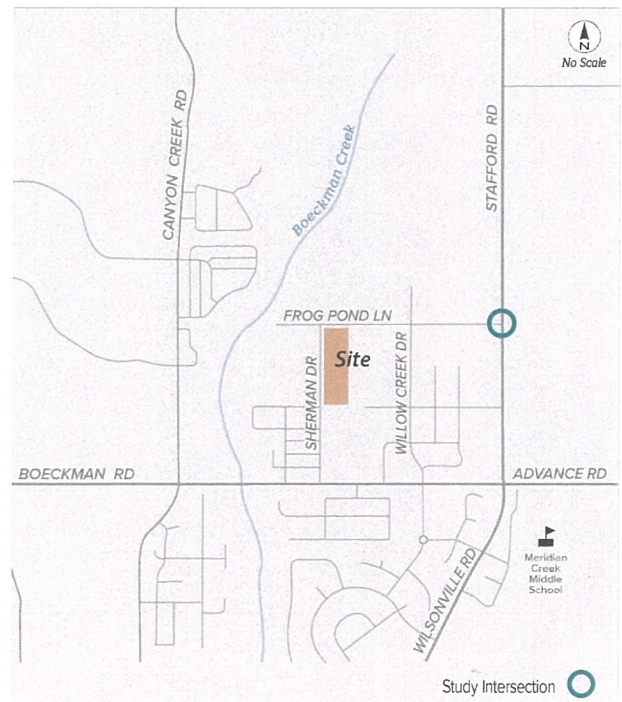 N
No Scale
CANYON CREEK RD
Boeckman Creek
STAFFORD RD
FROG POND LN
Site
SHERMAN DR
WILLOW CREEK DR
BOECKMAN RD
ADVANCE RD
Meridian
Creek
Middle
School
WILSONVILLE RD
Study Intersection